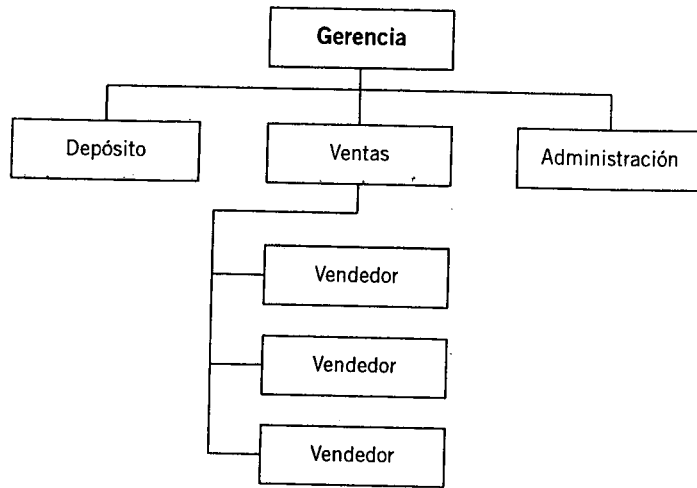 Gerencia
Depósito
Ventas
Administración
Vendedor
Vendedor
Vendedor